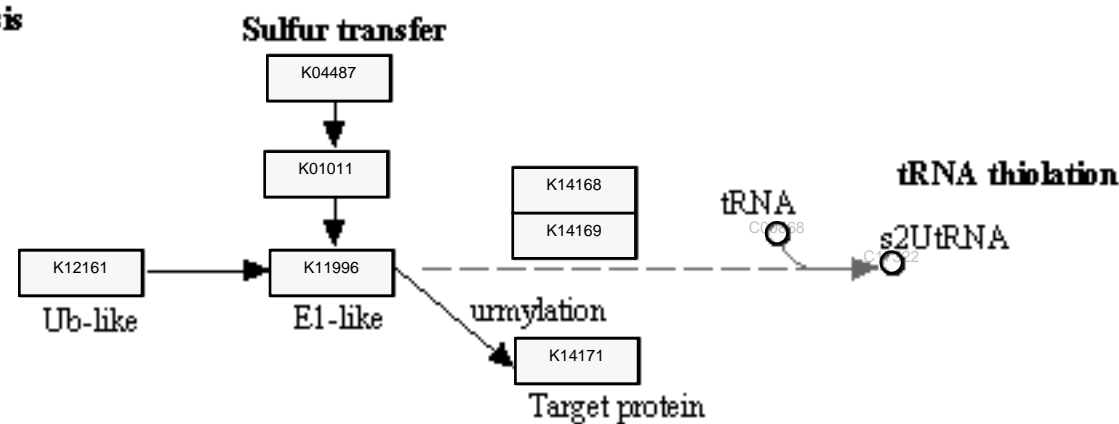 sis
Sulfur transfer
K04487
K01011
K14168
K14169
tRNA
tRNA thiolation
s2UtRNA
K12161
K11996
Ub-like
E1-like
urmylation
K14171
Target protein